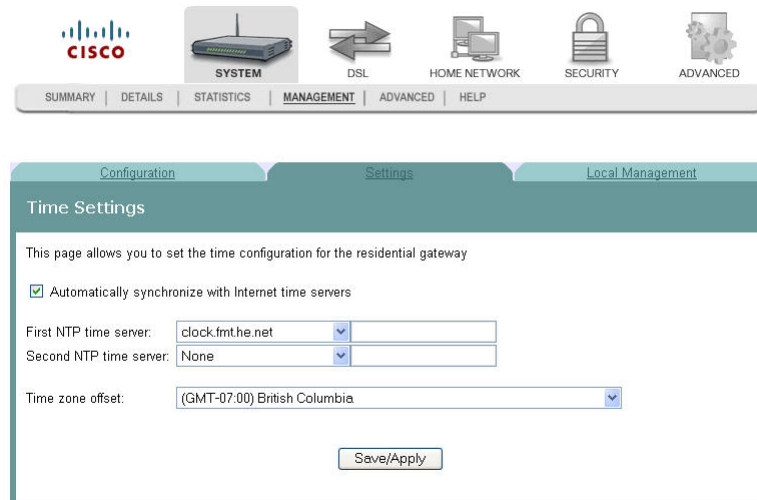 CISCO
SYSTEM
DSL
HOME NETWORK
SECURITY
ADVANCED
SUMMARY | DETAILS | STATISTICS | MANAGEMENT | ADVANCED | HELP
Configuration
Settings
Local Management
Time Settings
This page allows you to set the time configuration for the residential gateway
Automatically synchronize with Internet time servers
First NTP time server: clock.fmt.he.net
Second NTP time server: None
Time zone offset: (GMT-07:00) British Columbia
Save/Apply